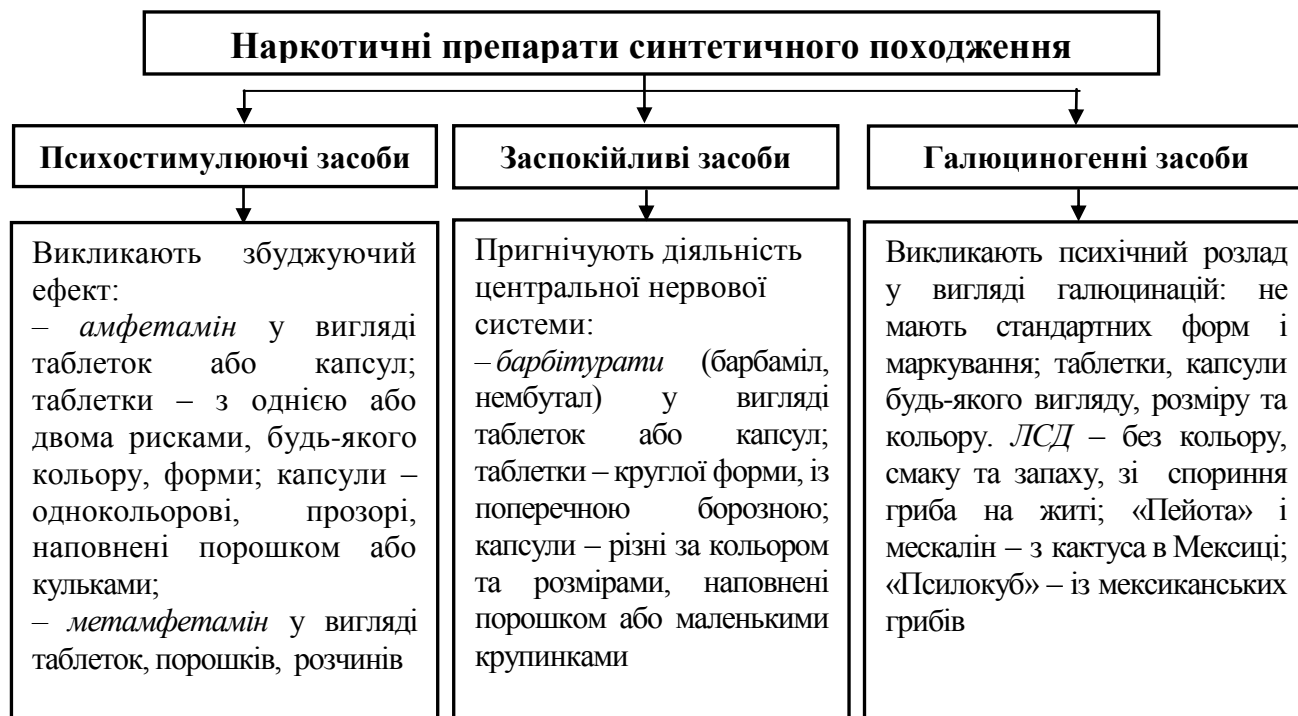 Наркотичні препарати синтетичного походження
Психостимулюючі засоби
Заспокійливі засоби
Галюциногенні засоби
Викликають збуджуючий
ефект:
– амфетамін у вигляді
таблеток або капсул;
таблетки – з однією або
двома рисками, будь-якого
кольору, форми; капсули –
однокольорові, прозорі,
наповнені порошком або
кульками;
– метамфетамін у вигляді
таблеток, порошків, розчинів
Пригнічують діяльність
центральної нервової
системи:
– барбітурати (барбаміл,
нембутал) у вигляді
таблеток або капсул;
таблетки – круглої форми, із
поперечною борозною;
капсули – різні за кольором
та розмірами, наповнені
порошком або маленькими
крупинками
Викликають психічний розлад
у вигляді галюцинацій: не
мають стандартних форм і
маркування; таблетки, капсули
будь-якого вигляду, розміру та
кольору. ЛСД – без кольору,
смаку та запаху, зі спориння
гриба на житі; «Пейота» і
мескалін – з кактуса в Мексиці;
«Псилокуб» – із мексиканських
грибів